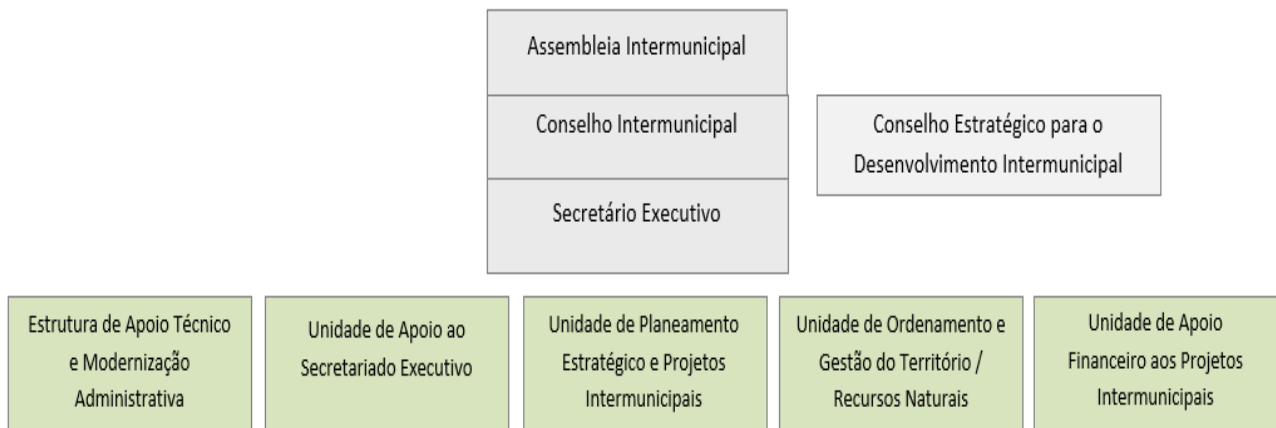 Assembleia Intermunicipal
Conselho Intermunicipal
Conselho Estratégico para o
Desenvolvimento Intermunicipal
Secretário Executivo
Estrutura de Apoio Técnico
e Modernização
Administrativa
Unidade de Apoio ao
Secretariado Executivo
Unidade de Planeamento
Estratégico e Projetos
Intermunicipais
Unidade de Ordenamento e
Gestão do Território /
Recursos Naturais
Unidade de Apoio
Financeiro aos Projetos
Intermunicipais